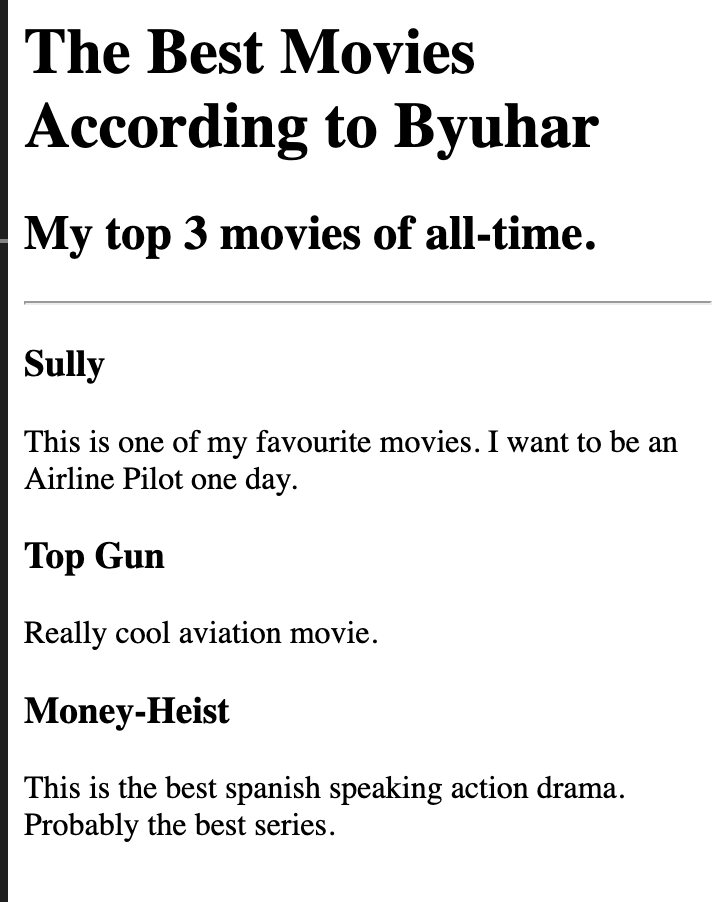 The Best Movies
According to Byuhar
My top 3 movies of all-time.
Sully
This is one of my favourite movies. I want to be an
Airline Pilot one day.
Top Gun
Really cool aviation movie.
Money-Heist
This is the best spanish speaking action drama.
Probably the best series.